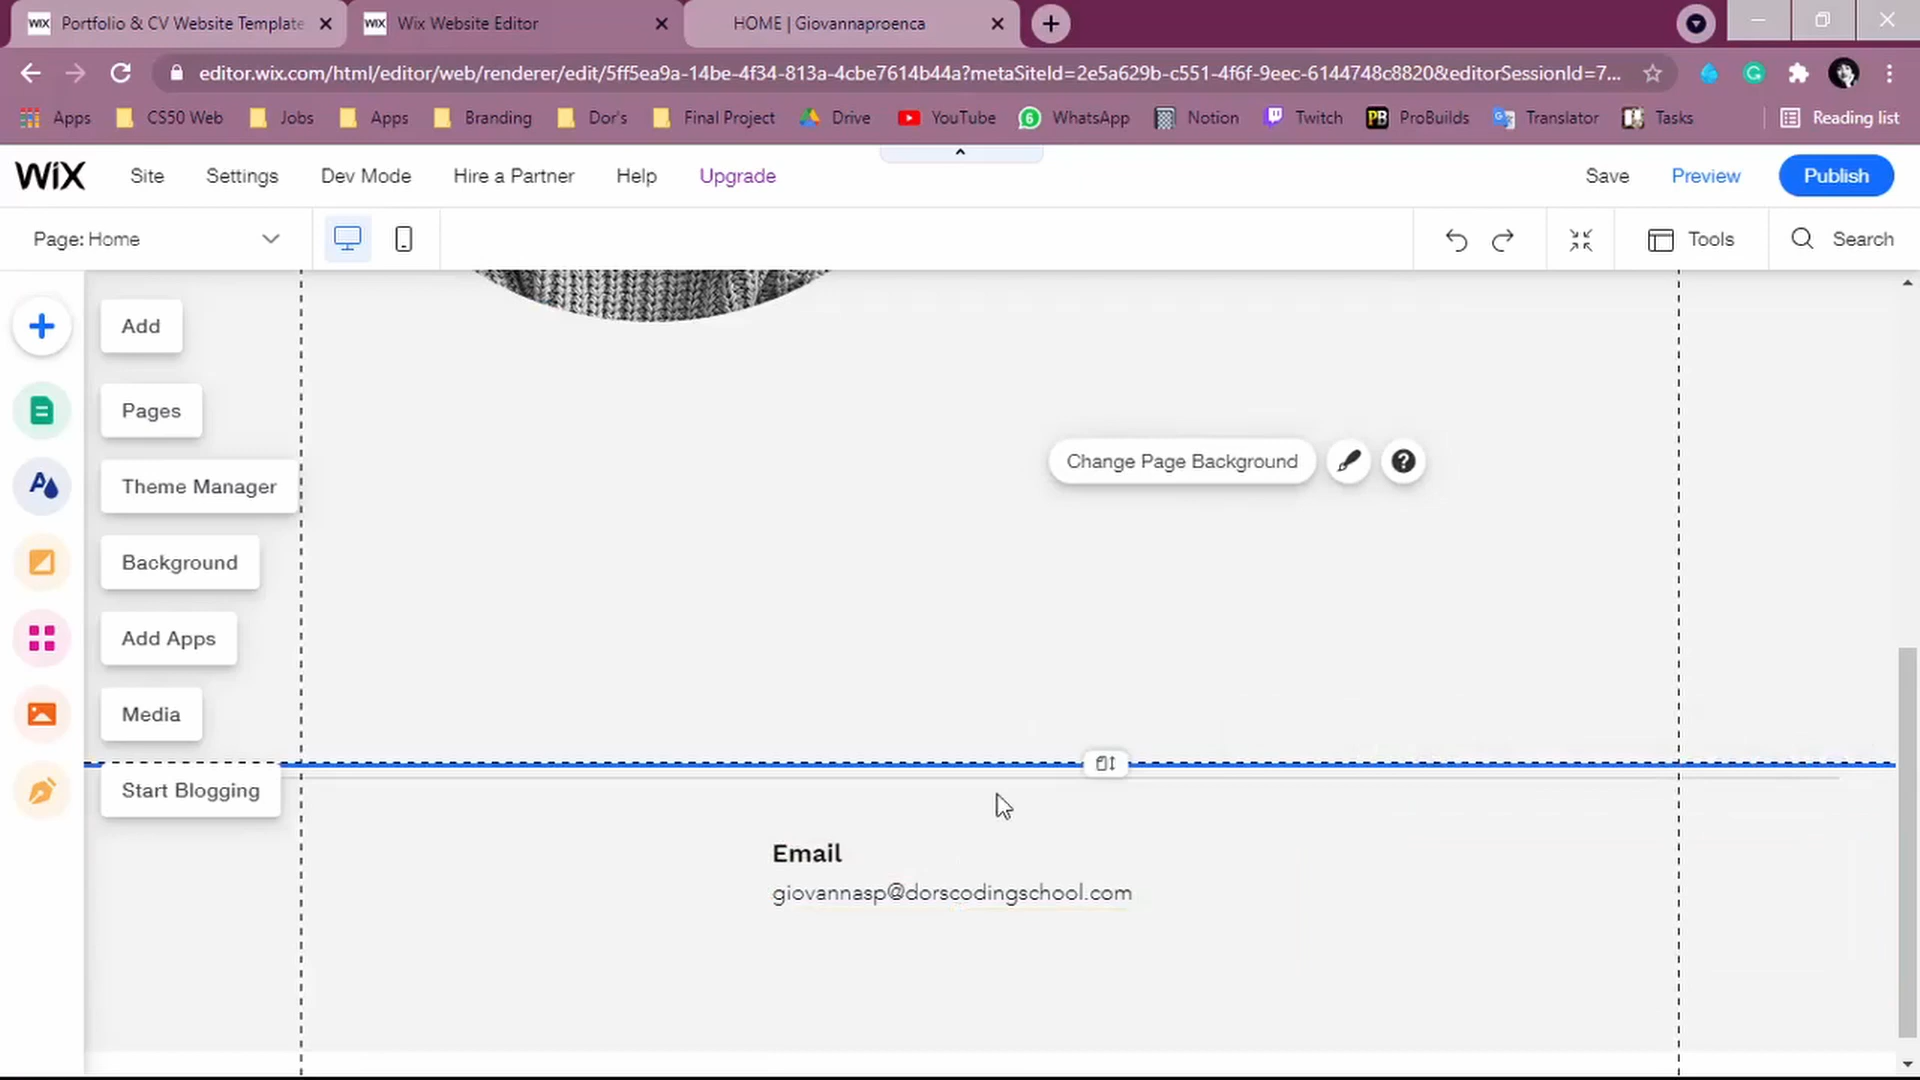 WIX Portfolio & CV Website Template
WIX Wix Website Editor
HOME | Giovannaproenca
editor.wix.com/html/editor/web/renderer/edit/5ff5ea9a-14be-4f34-813a-4cbe7614b44a?metaSiteId=2e5a629b-c551-4f6f-9eec-6144748c8820&editorSessionId=7...
Apps CS50 Web Jobs Apps Branding Dor's Final Project Drive YouTube 6 WhatsApp Notion Twitch PB ProBuilds Translator Tasks Reading list
WiX Site Settings Dev Mode Hire a Partner Help Upgrade Save Preview Publish
Page: Home Tools Search
Add
Pages
Change Page Background ?
Theme Manager
Background
Add Apps
Media
Start Blogging
Email
giovannasp@dorscodingschool.com